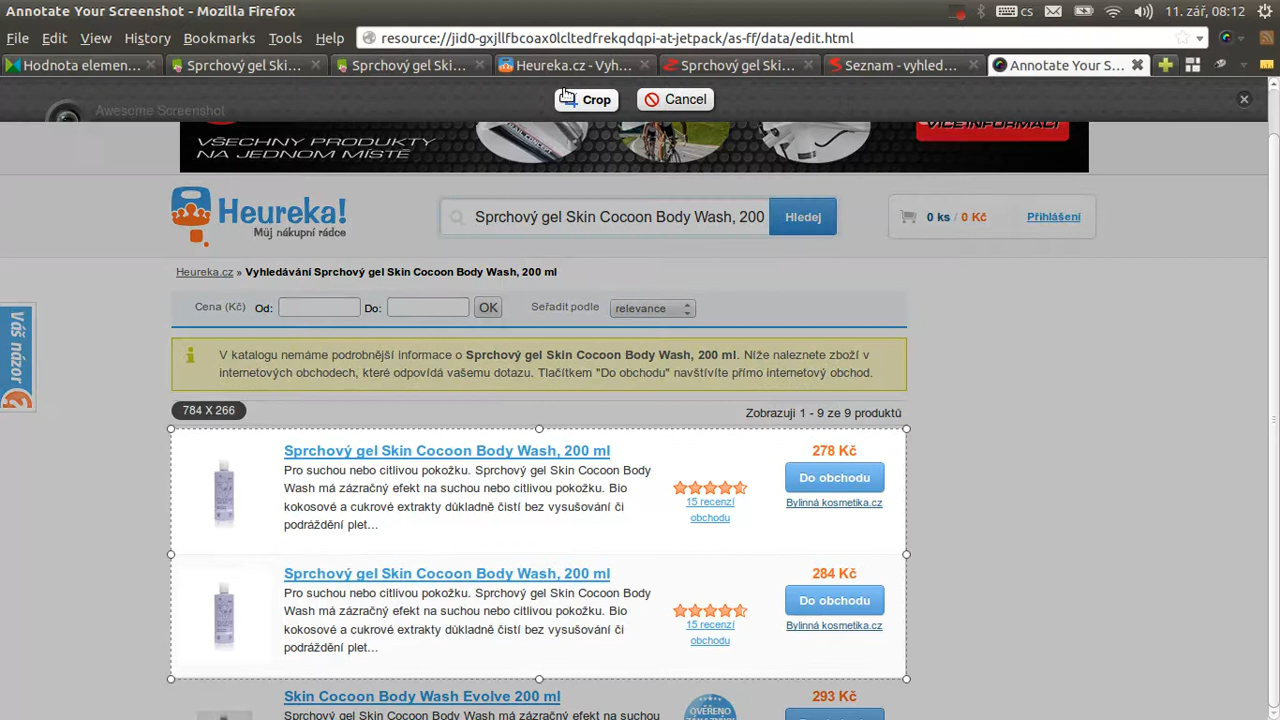 Annotate Your Screenshot - Mozilla Firefox
cs
11. zář, 08:12
File Edit View History Bookmarks Tools Help
resource://jid0-gxjllfbcoax0lcltedfrekqdqpi-at-jetpack/as-ff/data/edit.html
Hodnota elemen...
Sprchový gel Ski...
Sprchový gel Ski...
Heureka.cz - Vyh...
Sprchový gel Ski...
Seznam - vyhled...
Annotate Your S...
Awesome Screenshot
Crop
Cancel
VŠECHNY PRODUKTY
NA JEDNOM MÍSTĚ
VÍCE INFORMACÍ
Heureka!
Můj nákupní rádce
Sprchový gel Skin Cocoon Body Wash, 200
Hledej
0 ks / 0 Kč
Přihlášení
Heureka.cz » Vyhledávání Sprchový gel Skin Cocoon Body Wash, 200 ml
Cena (Kč) Od: Do: OK Seřadit podle relevance
Váš názor
V katalogu nemáme podrobnější informace o Sprchový gel Skin Cocoon Body Wash, 200 ml. Níže naleznete zboží v
internetových obchodech, které odpovídá vašemu dotazu. Tlačítkem "Do obchodu" navštívíte přímo internetový obchod.
784 X 266
Zobrazuji 1 - 9 ze 9 produktů
Sprchový gel Skin Cocoon Body Wash, 200 ml
Pro suchou nebo citlivou pokožku. Sprchový gel Skin Cocoon Body
Wash má zázračný efekt na suchou nebo citlivou pokožku. Bio
kokosové a cukrové extrakty důkladně čistí bez vysušování či
podráždění plet...
15 recenzí
obchodu
278 Kč
Do obchodu
Bylinná kosmetika.cz
Sprchový gel Skin Cocoon Body Wash, 200 ml
Pro suchou nebo citlivou pokožku. Sprchový gel Skin Cocoon Body
Wash má zázračný efekt na suchou nebo citlivou pokožku. Bio
kokosové a cukrové extrakty důkladně čistí bez vysušování či
podráždění plet...
15 recenzí
obchodu
284 Kč
Do obchodu
Bylinná kosmetika.cz
Skin Cocoon Body Wash Evolve 200 ml
Sprchový gel Skin Cocoon Body Wash má zázračný efekt na suchou
OVĚŘENO
293 Kč